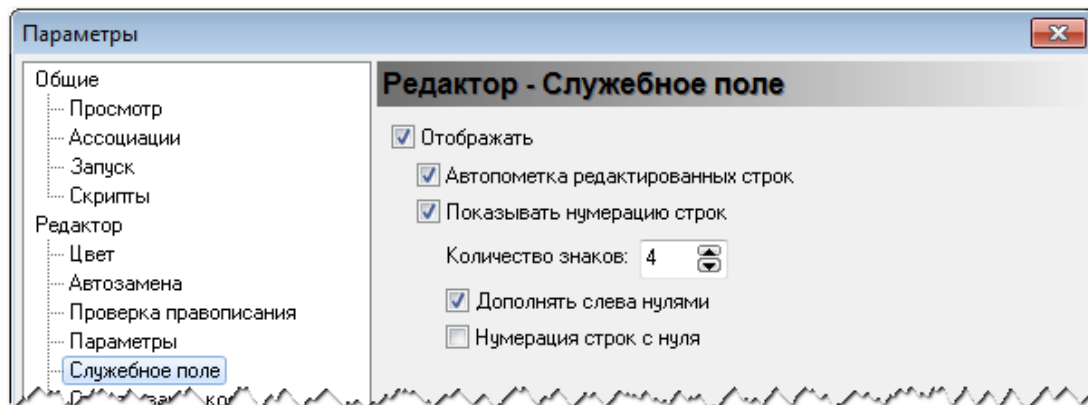 Параметры
Общие
Просмотр
Ассоциации
Запуск
Скрипты
Редактор
Цвет
Автозамена
Проверка правописания
Параметры
Служебное поле
Редактор - Служебное поле
Отображать
Автопометка редактированных строк
Показывать нумерацию строк
Количество знаков: 4
Дополнять слева нулями
Нумерация строк с нуля